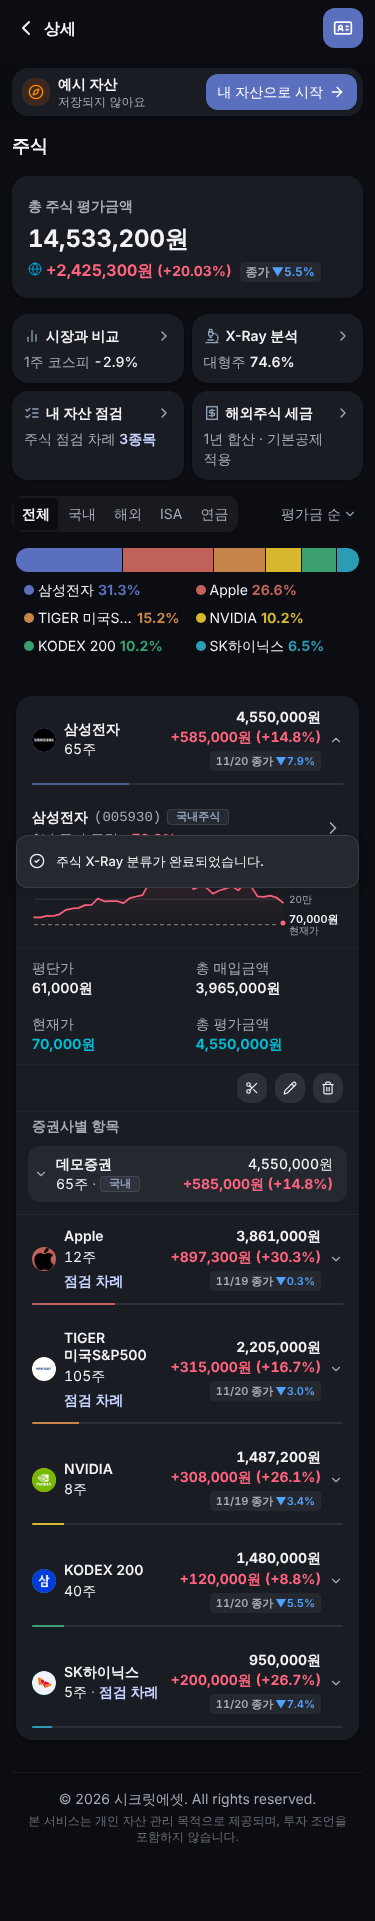 상세
예시 자산
저장되지 않아요
내 자산으로 시작
주식
총 주식 평가금액
14,533,200원
+2,425,300원 (+20.03%) 종가 ▼5.5%
시장과 비교
1주 코스피 -2.9%
X-Ray 분석
대형주 74.6%
내 자산 점검
주식 점검 차례 3종목
해외주식 세금
1년 합산 · 기본공제
적용
전체 국내 해외 ISA 연금 평가금 순
삼성전자 31.3% Apple 26.6%
TIGER 미국S... 15.2% NVIDIA 10.2%
KODEX 200 10.2% SK하이닉스 6.5%
삼성전자
65주
4,550,000원
+585,000원 (+14.8%)
11/20 종가 ▼7.9%
삼성전자 (005930) 국내주식
주식 X-Ray 분류가 완료되었습니다.
20만
70,000원
현재가
평단가 총 매입금액
61,000원 3,965,000원
현재가 총 평가금액
70,000원 4,550,000원
증권사별 항목
데모증권 4,550,000원
65주 · 국내 +585,000원 (+14.8%)
Apple
12주
점검 차례
3,861,000원
+897,300원 (+30.3%)
11/19 종가 ▼0.3%
TIGER
미국S&P500
105주
점검 차례
2,205,000원
+315,000원 (+16.7%)
11/20 종가 ▼3.0%
NVIDIA
8주
1,487,200원
+308,000원 (+26.1%)
11/19 종가 ▼3.4%
삼
KODEX 200
40주
1,480,000원
+120,000원 (+8.8%)
11/20 종가 ▼5.5%
SK하이닉스
5주 · 점검 차례
950,000원
+200,000원 (+26.7%)
11/20 종가 ▼7.4%
© 2026 시크릿에셋. All rights reserved.
본 서비스는 개인 자산 관리 목적으로 제공되며, 투자 조언을
포함하지 않습니다.